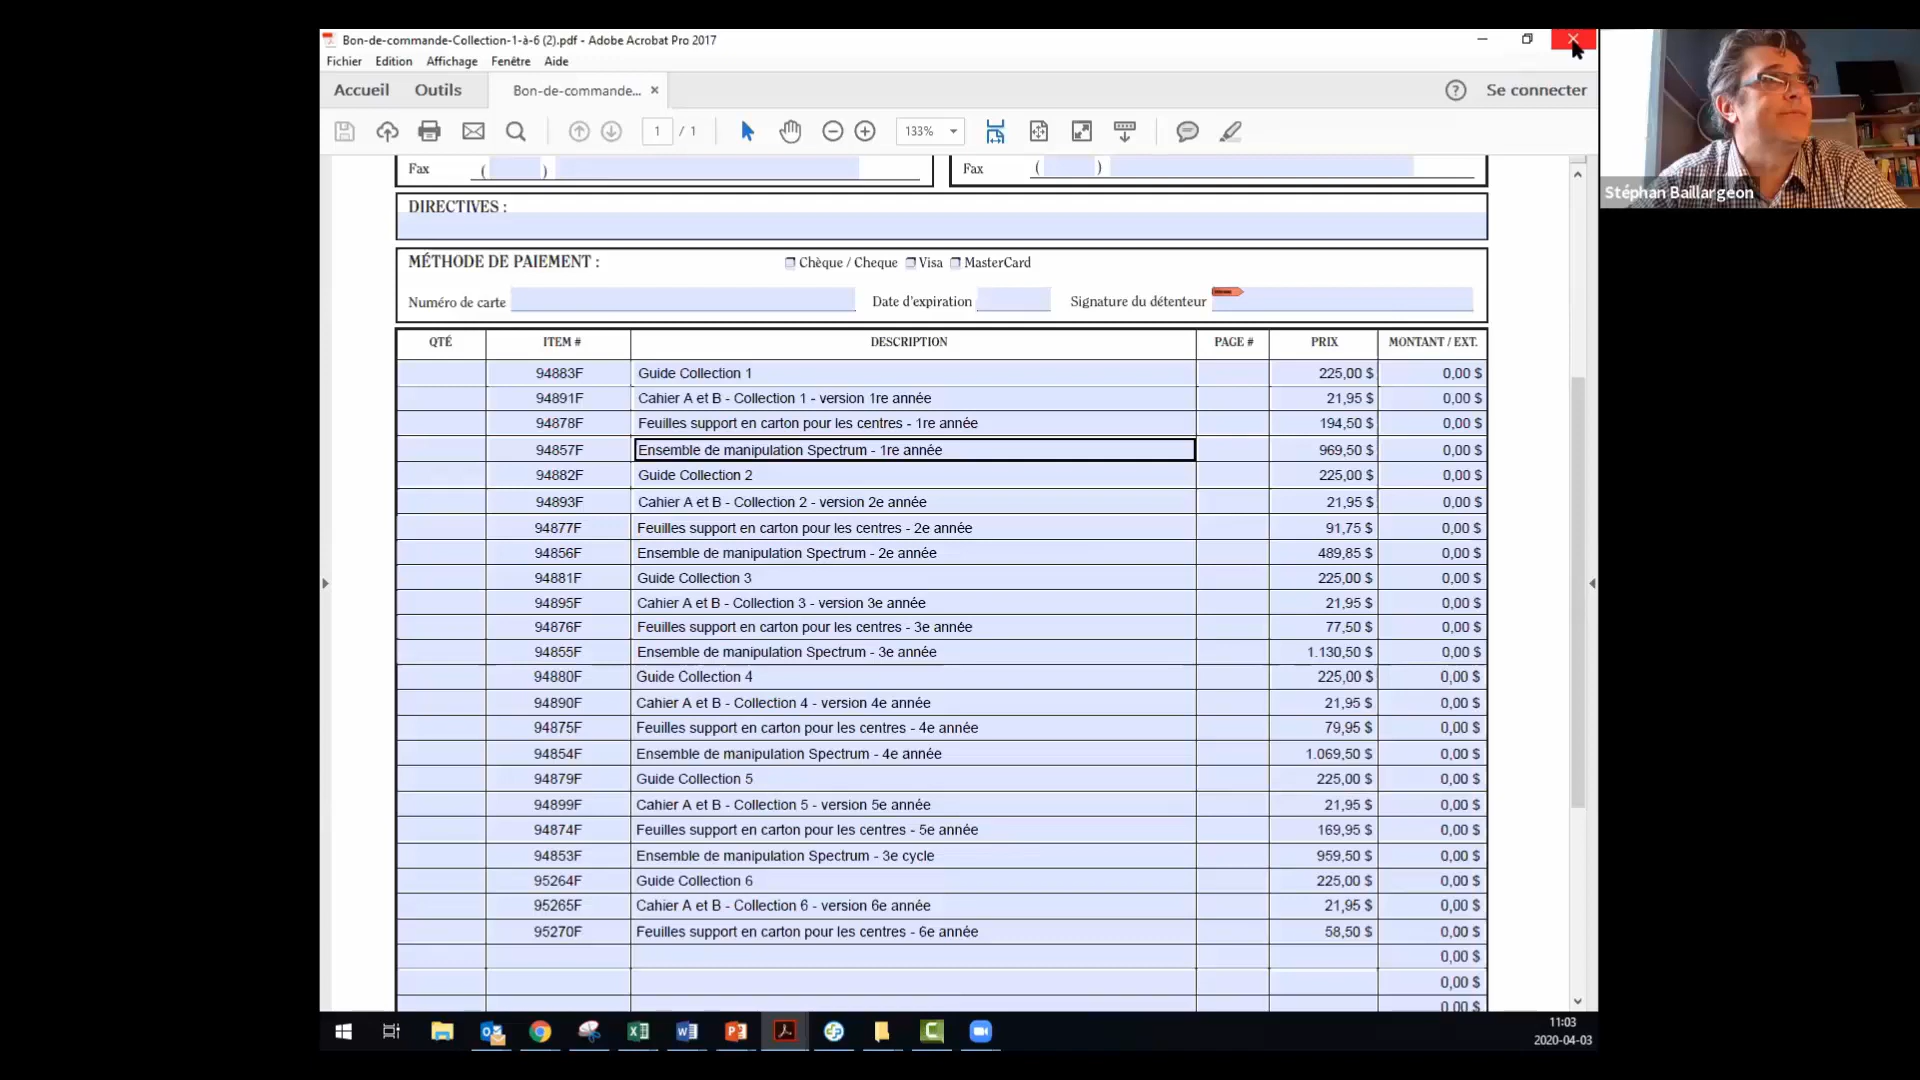 Bon-de-commande-Collection-1-à-6 (2).pdf - Adobe Acrobat Pro 2017
Fichier Edition Affichage Fenêtre Aide
Accueil Outils Bon-de-commande... × ? Se connecter
1 / 1 133%
Stéphan Baillargeon
Fax ( ) Fax ( )
DIRECTIVES :
MÉTHODE DE PAIEMENT : Chèque / Cheque Visa MasterCard
Numéro de carte Date d'expiration Signature du détenteur
QTÉ ITEM # DESCRIPTION PAGE # PRIX MONTANT / EXT.
94883F Guide Collection 1 225,00 $ 0,00 $
94891F Cahier A et B - Collection 1 - version 1re année 21,95 $ 0,00 $
94878F Feuilles support en carton pour les centres - 1re année 194,50 $ 0,00 $
94857F Ensemble de manipulation Spectrum - 1re année 969,50 $ 0,00 $
94882F Guide Collection 2 225,00 $ 0,00 $
94893F Cahier A et B - Collection 2 - version 2e année 21,95 $ 0,00 $
94877F Feuilles support en carton pour les centres - 2e année 91,75 $ 0,00 $
94856F Ensemble de manipulation Spectrum - 2e année 489,85 $ 0,00 $
94881F Guide Collection 3 225,00 $ 0,00 $
94895F Cahier A et B - Collection 3 - version 3e année 21,95 $ 0,00 $
94876F Feuilles support en carton pour les centres - 3e année 77,50 $ 0,00 $
94855F Ensemble de manipulation Spectrum - 3e année 1.130,50 $ 0,00 $
94880F Guide Collection 4 225,00 $ 0,00 $
94890F Cahier A et B - Collection 4 - version 4e année 21,95 $ 0,00 $
94875F Feuilles support en carton pour les centres - 4e année 79,95 $ 0,00 $
94854F Ensemble de manipulation Spectrum - 4e année 1.069,50 $ 0,00 $
94879F Guide Collection 5 225,00 $ 0,00 $
94899F Cahier A et B - Collection 5 - version 5e année 21,95 $ 0,00 $
94874F Feuilles support en carton pour les centres - 5e année 169,95 $ 0,00 $
94853F Ensemble de manipulation Spectrum - 3e cycle 959,50 $ 0,00 $
95264F Guide Collection 6 225,00 $ 0,00 $
95265F Cahier A et B - Collection 6 - version 6e année 21,95 $ 0,00 $
95270F Feuilles support en carton pour les centres - 6e année 58,50 $ 0,00 $
0,00 $
0,00 $
0,00 $
11:03
2020-04-03